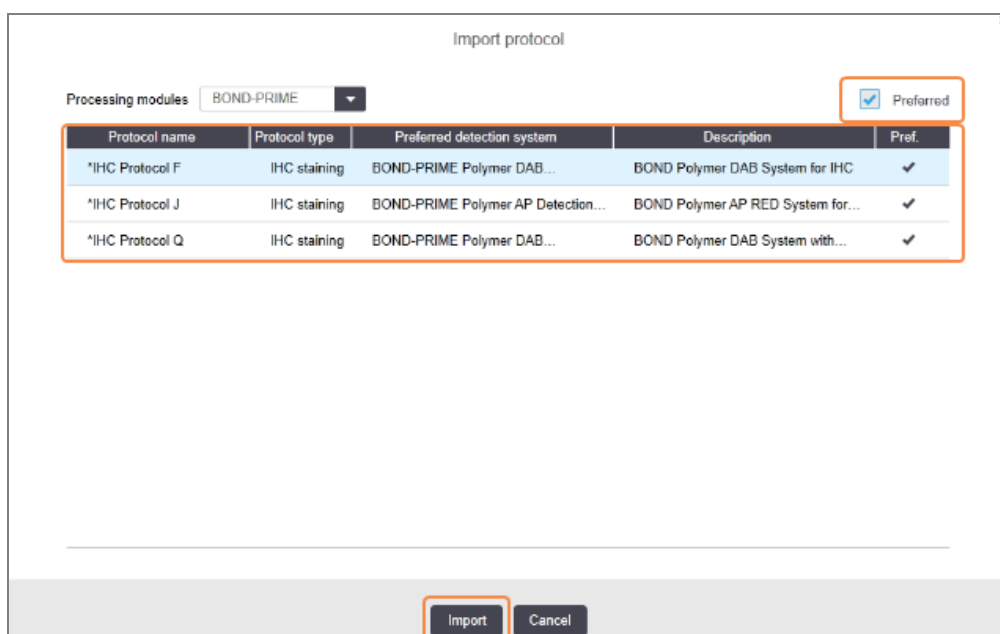 Import protocol
Processing modules BOND-PRIME Preferred
Protocol name Protocol type Preferred detection system Description Pref.
*IHC Protocol F IHC staining BOND-PRIME Polymer DAB... BOND Polymer DAB System for IHC
*IHC Protocol J IHC staining BOND-PRIME Polymer AP Detection... BOND Polymer AP RED System for...
*IHC Protocol Q IHC staining BOND-PRIME Polymer DAB... BOND Polymer DAB System with...
Import Cancel